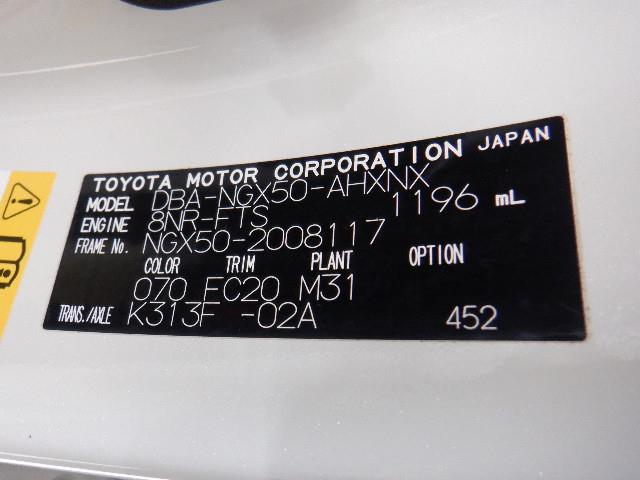 TOYOTA MOTOR CORPORATION JAPAN
MODEL DBA-NGX50-AHXNX
ENGINE 8NR-FTS 1196 mL
FRAME No. NGX50-2008117
COLOR TRIM PLANT OPTION
070 FC20 M31
TRANS./AXLE K313F -02A 452